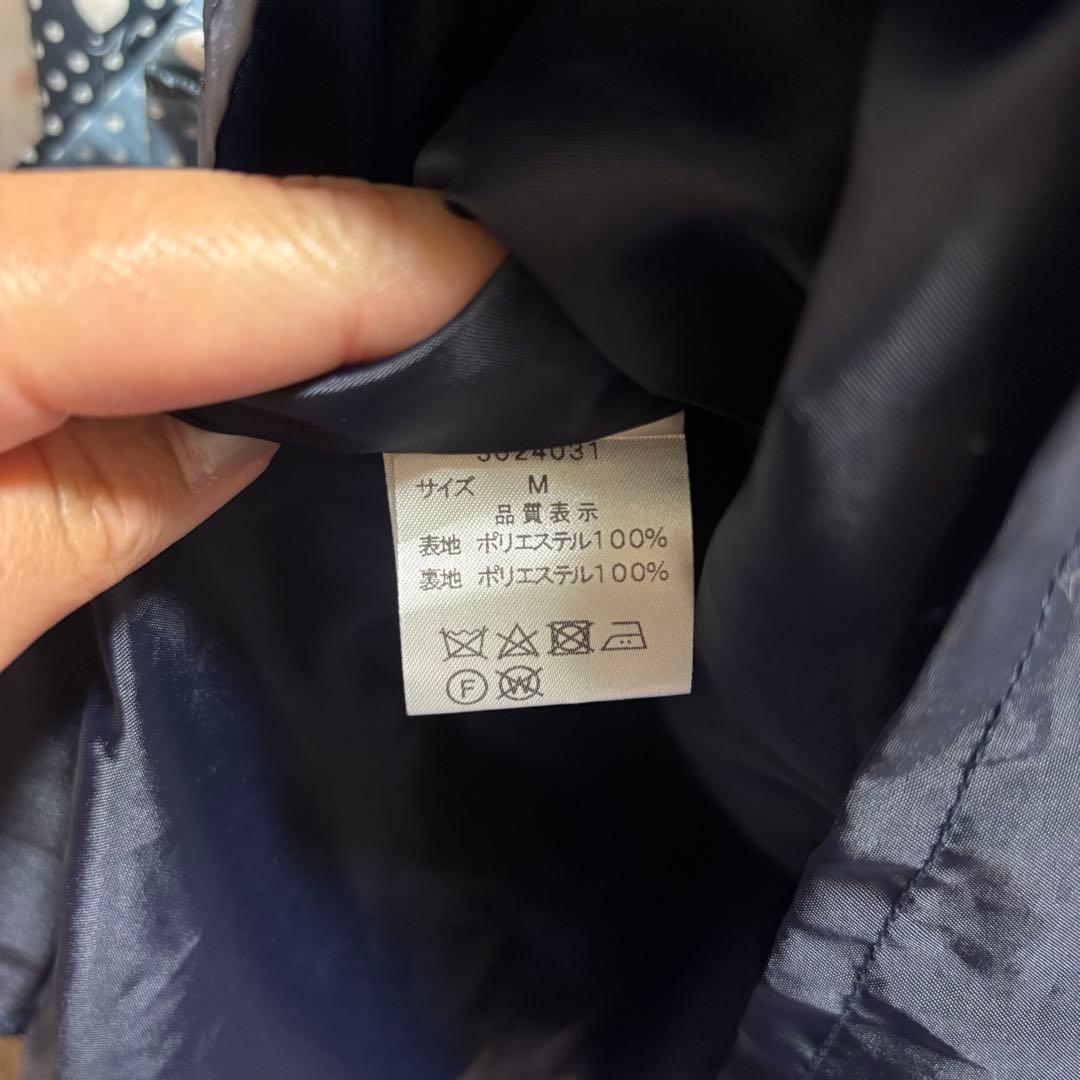 3024031
サイズ M
品質表示
表地 ポリエステル100%
裏地 ポリエステル100%
F W